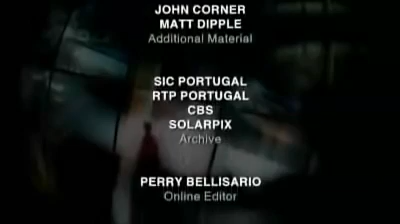 JOHN CORNER
MATT DIPPLE
Additional Material
SIC PORTUGAL
RTP PORTUGAL
CBS
SOLARPIX
Archive
PERRY BELLISARIO
Online Editor